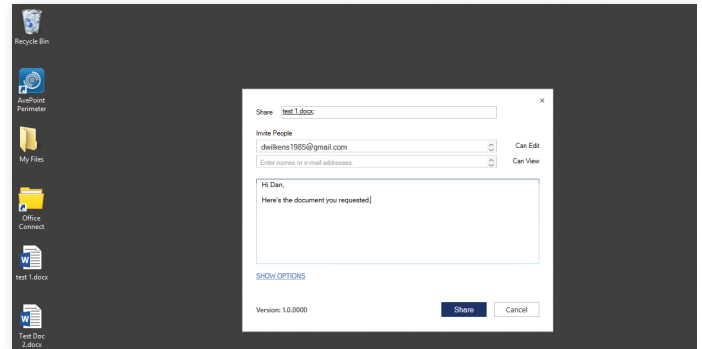 Recycle Bin
AvePoint
Perimeter
My Files
Office
Connect
test 1.docx
Test Doc
2.docx
×
Share test 1.docx;
Invite People
dwilkens1985@gmail.com Can Edit
Enter names or e-mail addresses. Can View
Hi Dan,
Here's the document you requested.
SHOW OPTIONS
Version: 1.0.0000 Share Cancel